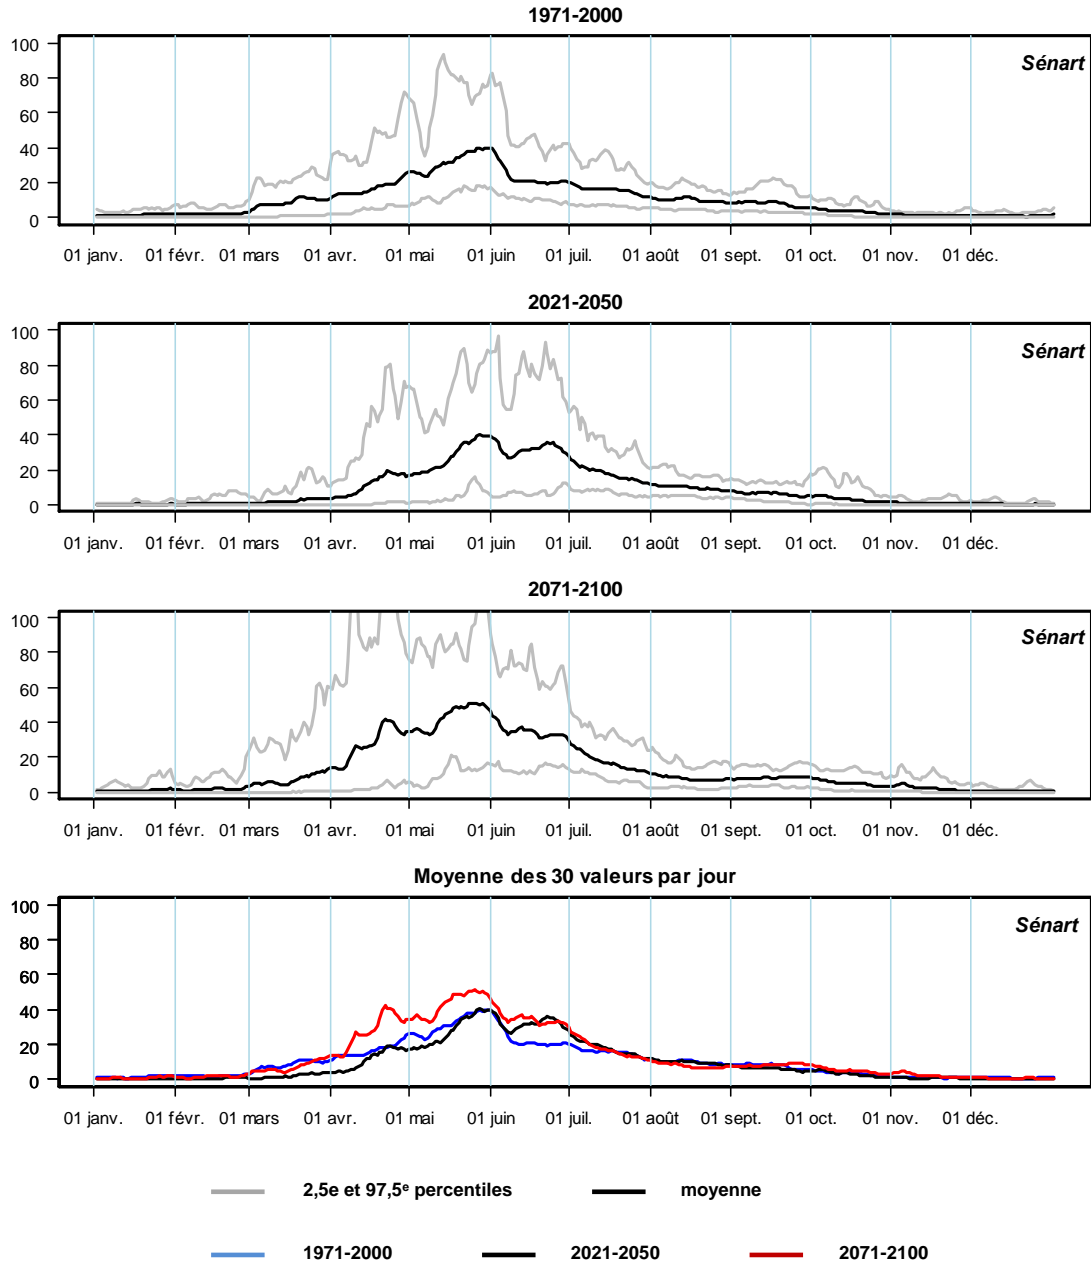 1971-2000
Sénart
100
80
60
40
20
0
01 janv. 01 févr. 01 mars 01 avr. 01 mai 01 juin 01 juil. 01 août 01 sept. 01 oct. 01 nov. 01 déc.
2021-2050
Sénart
100
80
60
40
20
0
01 janv. 01 févr. 01 mars 01 avr. 01 mai 01 juin 01 juil. 01 août 01 sept. 01 oct. 01 nov. 01 déc.
2071-2100
Sénart
100
80
60
40
20
0
01 janv. 01 févr. 01 mars 01 avr. 01 mai 01 juin 01 juil. 01 août 01 sept. 01 oct. 01 nov. 01 déc.
Moyenne des 30 valeurs par jour
Sénart
100
80
60
40
20
0
01 janv. 01 févr. 01 mars 01 avr. 01 mai 01 juin 01 juil. 01 août 01 sept. 01 oct. 01 nov. 01 déc.
2,5e et 97,5ᵉ percentiles moyenne
1971-2000 2021-2050 2071-2100